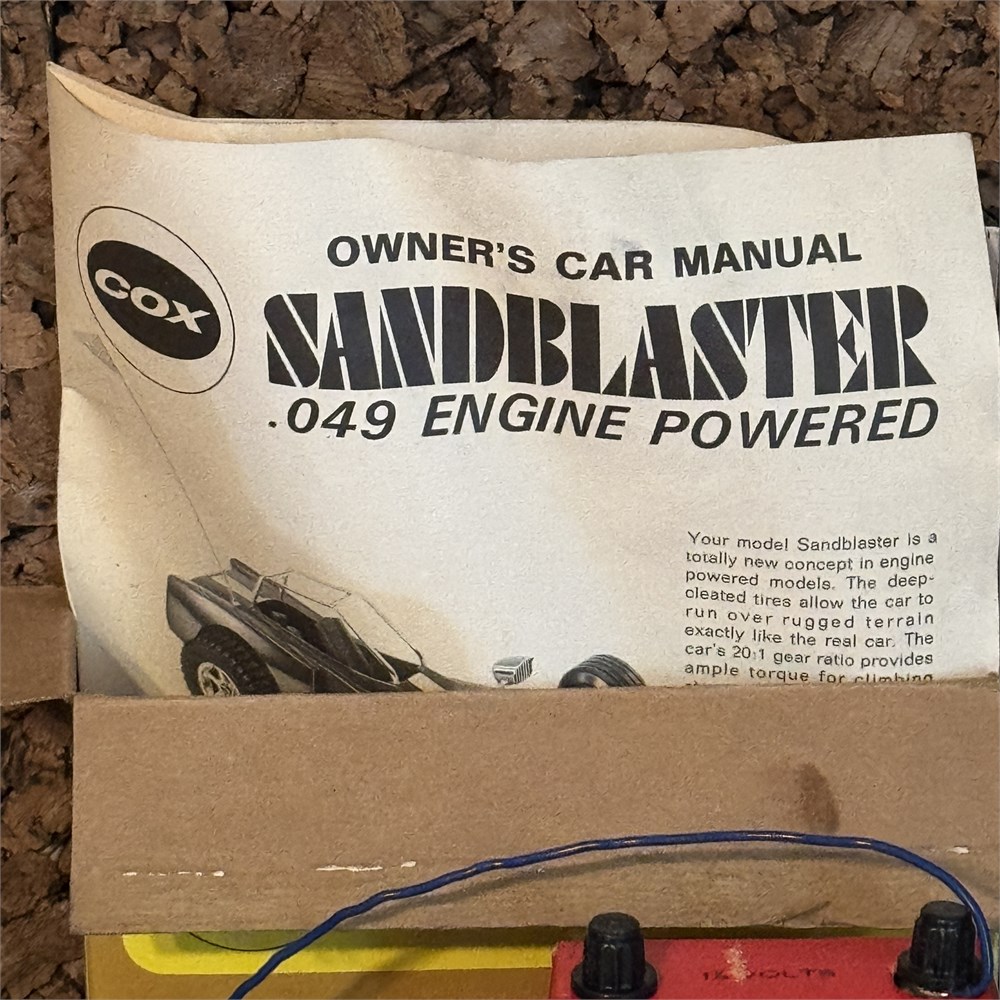 OWNER'S CAR MANUAL
COX
SANDBLASTER
.049 ENGINE POWERED
Your model Sandblaster is a
totally new concept in engine
powered models. The deep-
cleated tires allow the car to
run over rugged terrain
exactly like the real car. The
car's 20:1 gear ratio provides
ample torque for climbing
VOLTS